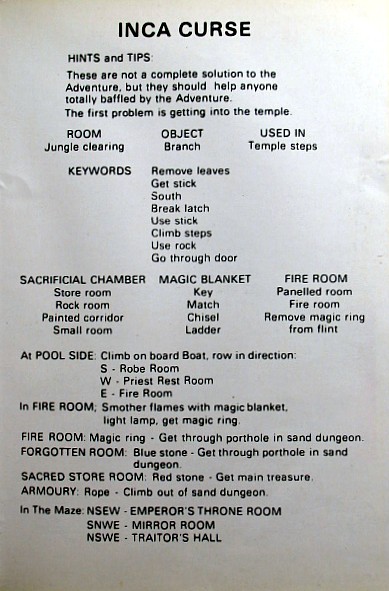 INCA CURSE
HINTS and TIPS:
These are not a complete solution to the
Adventure, but they should help anyone
totally baffled by the Adventure.
The first problem is getting into the temple.
ROOM OBJECT USED IN
Jungle clearing Branch Temple steps
KEYWORDS Remove leaves
Get stick
South
Break latch
Use stick
Climb steps
Use rock
Go through door
SACRIFICIAL CHAMBER MAGIC BLANKET FIRE ROOM
Store room Key Panelled room
Rock room Match Fire room
Painted corridor Chisel Remove magic ring
Small room Ladder from flint
At POOL SIDE: Climb on board Boat, row in direction:
S - Robe Room
W - Priest Rest Room
E - Fire Room
In FIRE ROOM; Smother flames with magic blanket,
light lamp, get magic ring.
FIRE ROOM: Magic ring - Get through porthole in sand dungeon.
FORGOTTEN ROOM: Blue stone - Get through porthole in sand
dungeon.
SACRED STORE ROOM: Red stone - Get main treasure.
ARMOURY: Rope - Climb out of sand dungeon.
In The Maze: NSEW - EMPEROR'S THRONE ROOM
SNWE - MIRROR ROOM
NSWE - TRAITOR'S HALL